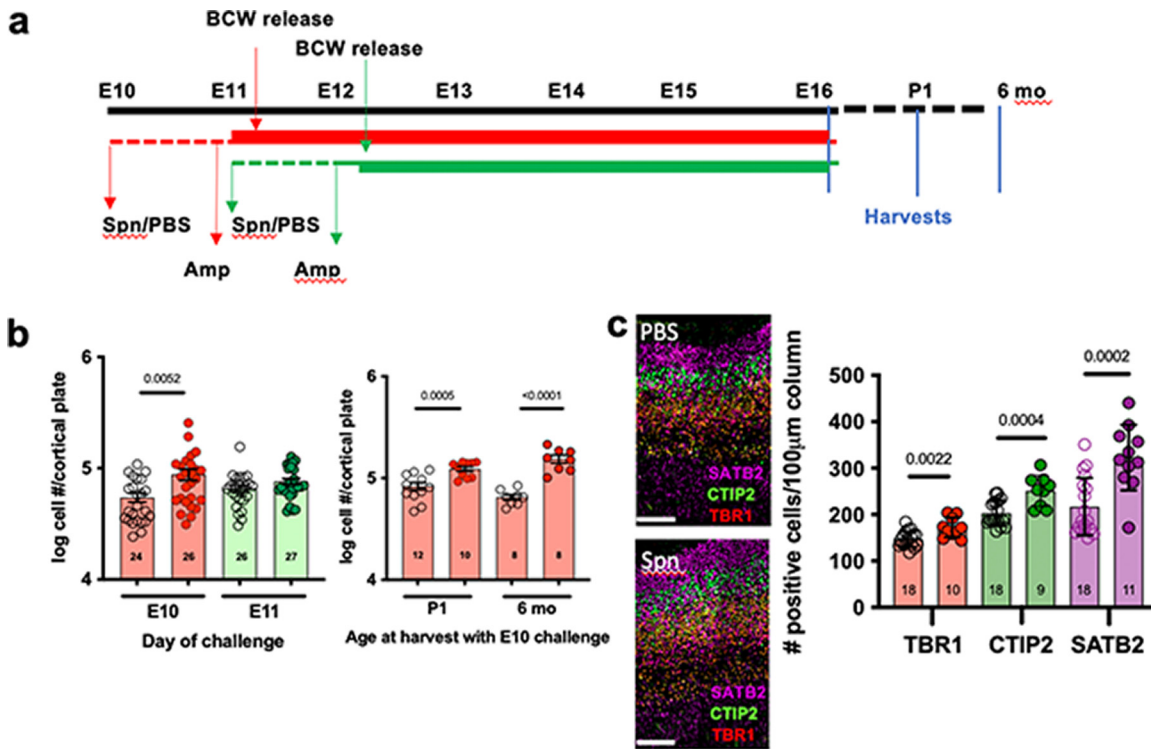 a
BCW release
BCW release
E10 E11 E12 E13 E14 E15 E16 P1 6 mo
Spn/PBS Spn/PBS
Harvests
Amp Amp
b
log cell #/cortical plate
6
5
4
0.0052
24 26 26 27
E10 E11
Day of challenge
log cell #/cortical plate
6
5
4
0.0005 <0.0001
12 10 8 8
P1 6 mo
Age at harvest with E10 challenge
c
PBS
SATB2
CTIP2
TBR1
Spn
SATB2
CTIP2
TBR1
# positive cells/100μm column
500
400
300
200
100
0
0.0022
0.0004
0.0002
18 10 18 9 18 11
TBR1 CTIP2 SATB2